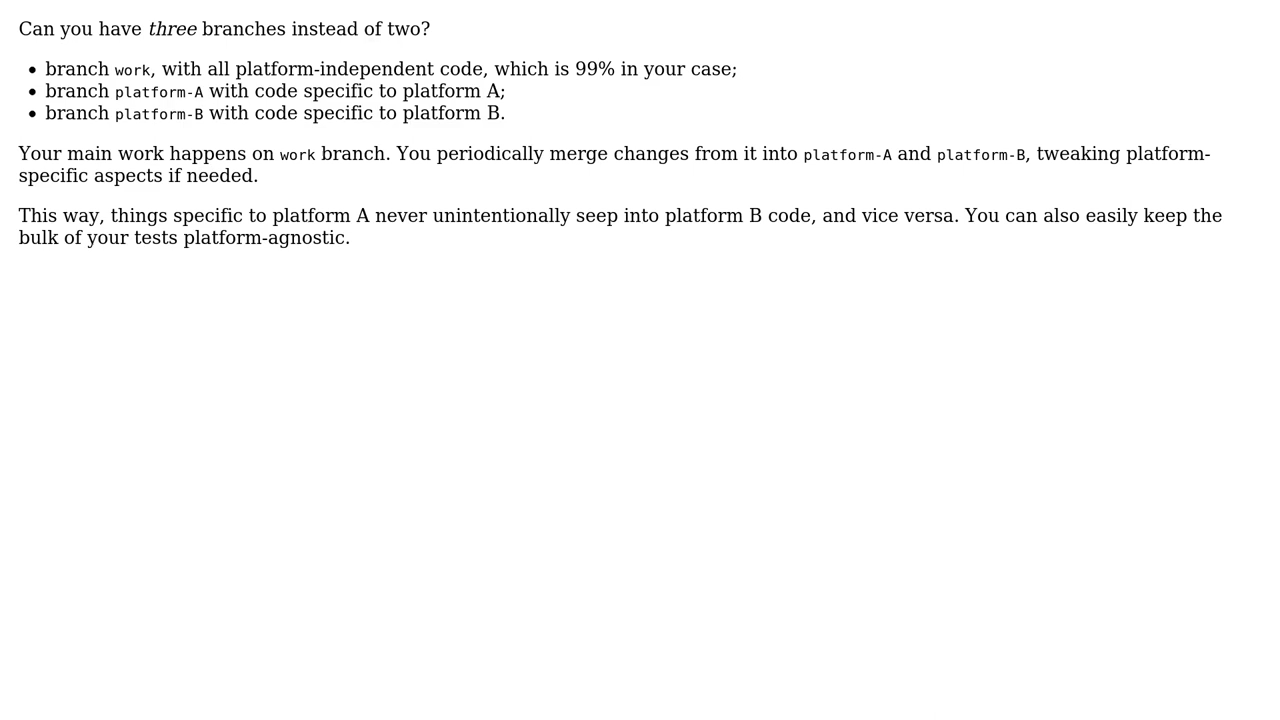 Can you have three branches instead of two?
• branch work, with all platform-independent code, which is 99% in your case;
• branch platform-A with code specific to platform A;
• branch platform-B with code specific to platform B.
Your main work happens on work branch. You periodically merge changes from it into platform-A and platform-B, tweaking platform-
specific aspects if needed.
This way, things specific to platform A never unintentionally seep into platform B code, and vice versa. You can also easily keep the
bulk of your tests platform-agnostic.